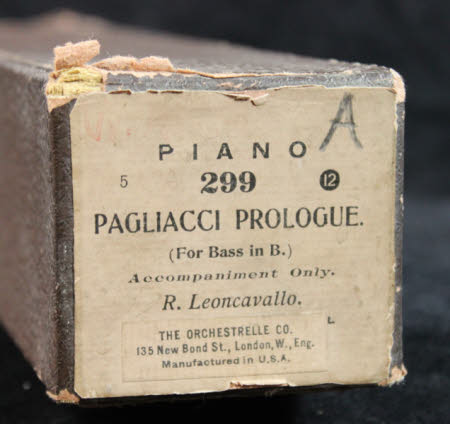 A
PIANO
5 299 12
PAGLIACCI PROLOGUE.
(For Bass in B.)
Accompaniment Only.
R. Leoncavallo.
L
THE ORCHESTRELLE CO.
135 New Bond St., London, W., Eng.
Manufactured in U.S.A.